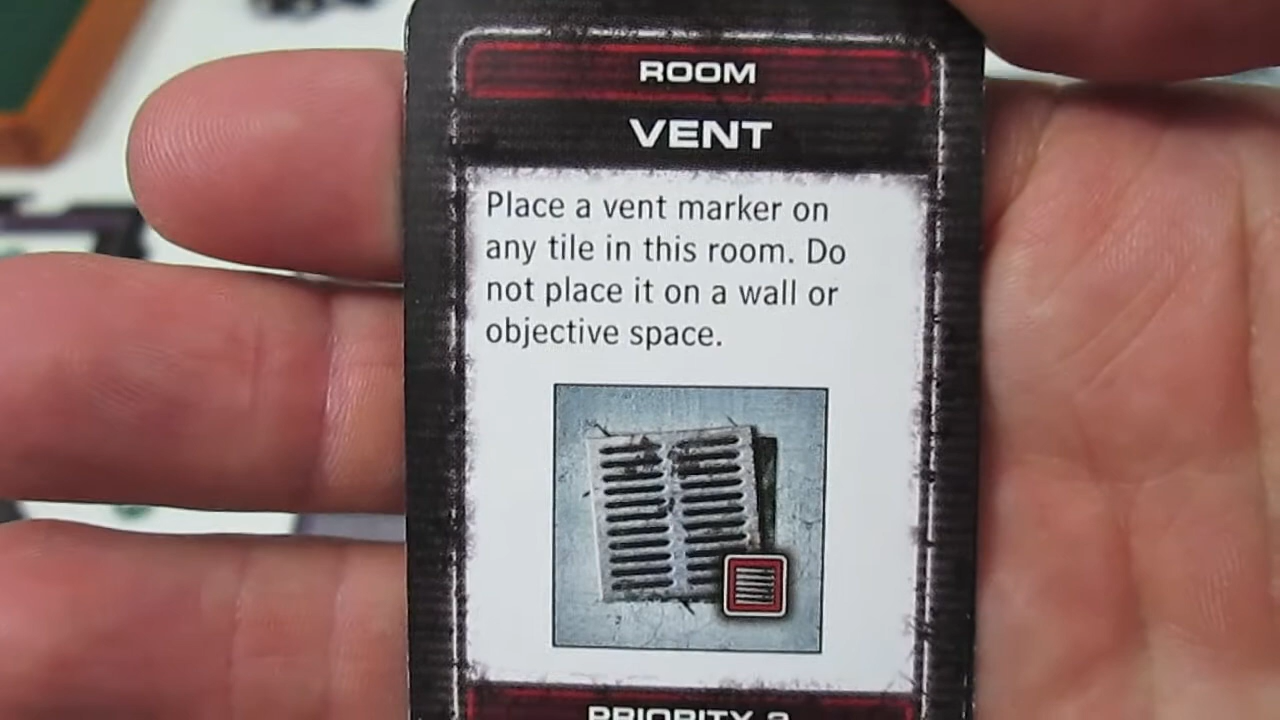 ROOM
VENT
Place a vent marker on
any tile in this room. Do
not place it on a wall or
objective space.
PRIORITY